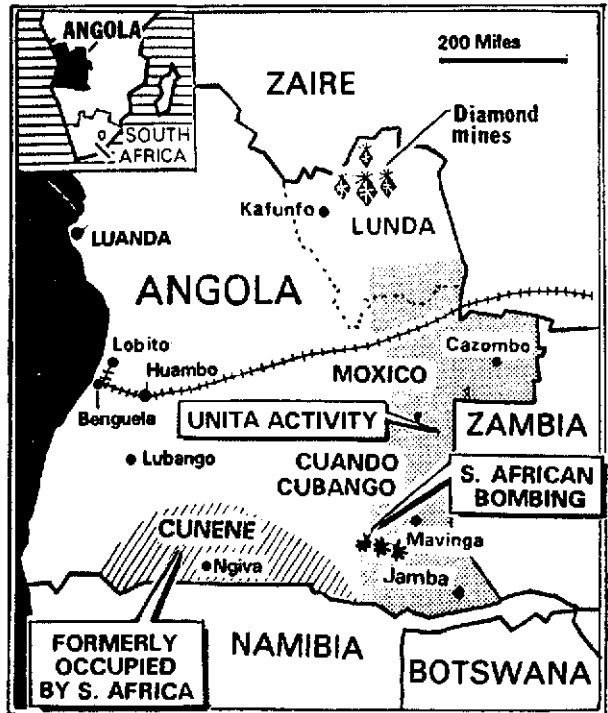 ANGOLA
SOUTH
AFRICA
200 Miles
ZAIRE
Diamond
mines
Kafunfo
LUNDA
LUANDA
ANGOLA
Lobito
Huambo
Benguela
Cazombo
MOXICO
UNITA ACTIVITY
ZAMBIA
Lubango
CUANDO
CUBANGO
S. AFRICAN
BOMBING
CUNENE
Mavinga
Ngiva
Jamba
FORMERLY
OCCUPIED
BY S. AFRICA
NAMIBIA
BOTSWANA